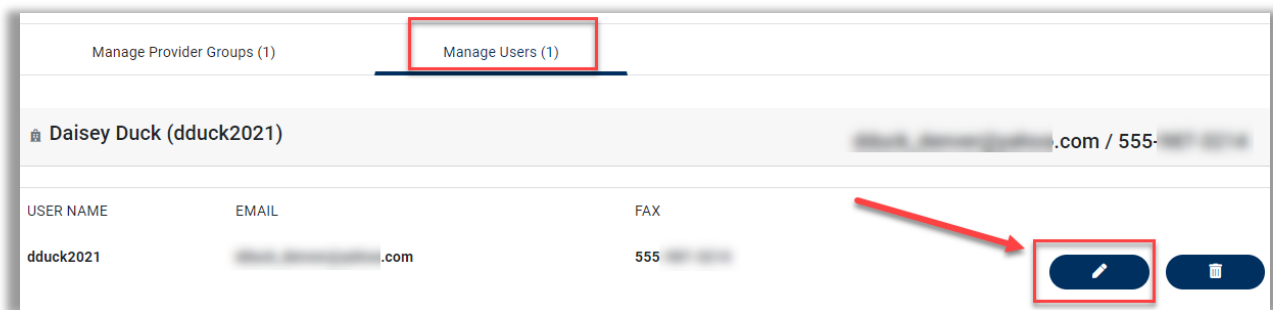 Manage Provider Groups (1) Manage Users (1)
Daisey Duck (dduck2021) .com / 555-
USER NAME EMAIL FAX
dduck2021 .com 555